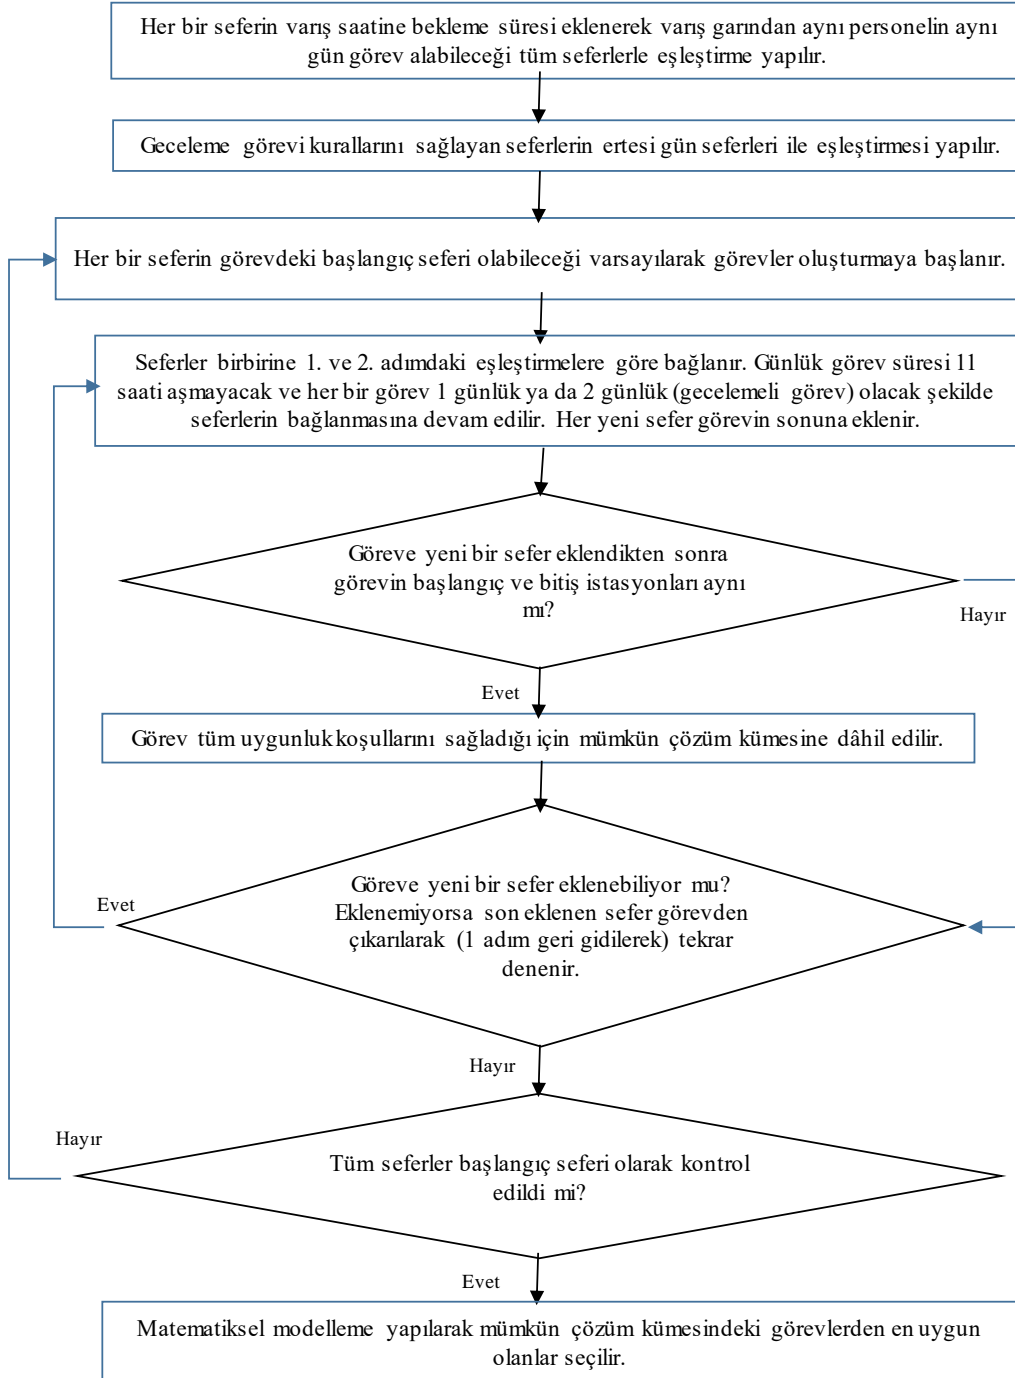 Her bir seferin varış saatine bekleme süresi eklenerek varış garından aynı personelin aynı
gün görev alabileceği tüm seferlerle eşleştirme yapılır.
Geceleme görevi kurallarını sağlayan seferlerin ertesi gün seferleri ile eşleştirmesi yapılır.
Her bir seferin görevdeki başlangıç seferi olabileceği varsayılarak görevler oluşturmaya başlanır.
Seferler birbirine 1. ve 2. adımdaki eşleştirmelere göre bağlanır. Günlük görev süresi 11
saati aşmayacak ve her bir görev 1 günlük ya da 2 günlük (gecelemeli görev) olacak şekilde
seferlerin bağlanmasına devam edilir. Her yeni sefer görevin sonuna eklenir.
Göreve yeni bir sefer eklendikten sonra
görevin başlangıç ve bitiş istasyonları aynı
mı?
Hayır
Evet
Görev tüm uygunluk koşullarını sağladığı için mümkün çözüm kümesine dâhil edilir.
Göreve yeni bir sefer eklenebiliyor mu?
Evet
Eklenemiyorsa son eklenen sefer görevden
çıkarılarak (1 adım geri gidilerek) tekrar
denenir.
Hayır
Hayır
Tüm seferler başlangıç seferi olarak kontrol
edildi mi?
Evet
Matematiksel modelleme yapılarak mümkün çözüm kümesindeki görevlerden en uygun
olanlar seçilir.